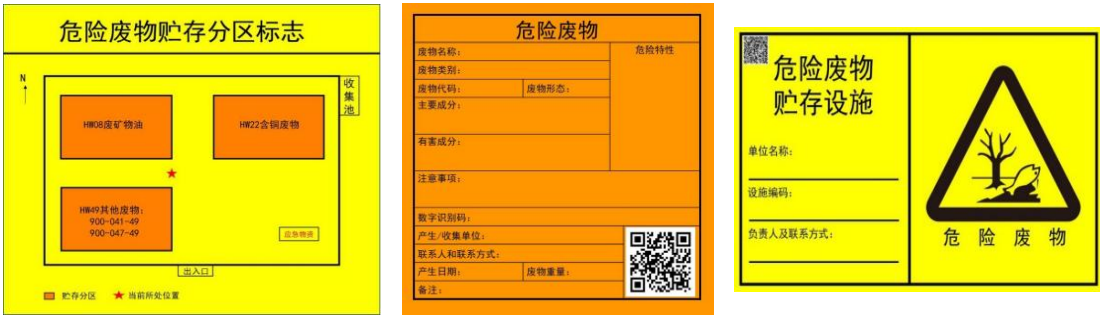 危险废物贮存分区标志
N
收
集
池
HW08废矿物油
HW22含铜废物
HW49其他废物:
900-041-49
900-047-49
应急物资
出入口
贮存分区
当前所处位置
危险废物
废物名称:
危险特性
废物类别:
废物代码:
废物形态:
主要成分:
有害成分:
注意事项:
数字识别码:
产生/收集单位:
联系人和联系方式:
产生日期:
废物重量:
备注:
危险废物
贮存设施
单位名称:
设施编码:
负责人及联系方式:
危险废物